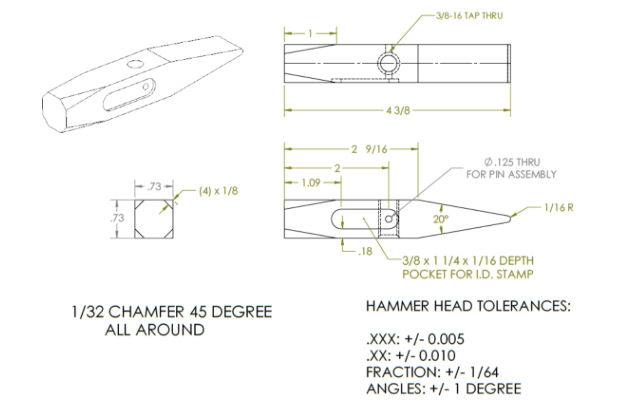 3/8-16 TAP THRU
1
4 3/8
2 9/16
2
1.09
Ø.125 THRU
FOR PIN ASSEMBLY
.73
(4) x 1/8
.73
20°
1/16 R
.18
3/8 x 1 1/4 x 1/16 DEPTH
POCKET FOR I.D. STAMP
1/32 CHAMFER 45 DEGREE
ALL AROUND
HAMMER HEAD TOLERANCES:
.XXX: +/- 0.005
.XX: +/- 0.010
FRACTION: +/- 1/64
ANGLES: +/- 1 DEGREE